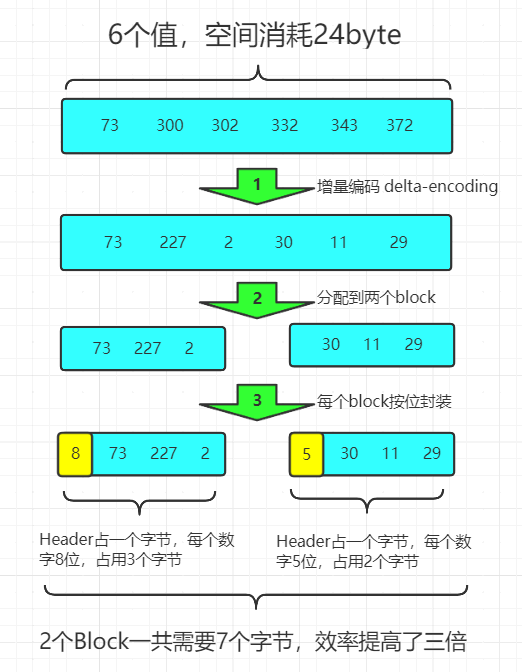 6个值，空间消耗24byte
73 300 302 332 343 372
1 增量编码 delta-encoding
73 227 2 30 11 29
2 分配到两个block
73 227 2 30 11 29
3 每个block按位封装
8 73 227 2 5 30 11 29
Header占一个字节，每个数
字8位，占用3个字节
Header占一个字节，每个数
字5位，占用2个字节
2个Block一共需要7个字节，效率提高了三倍